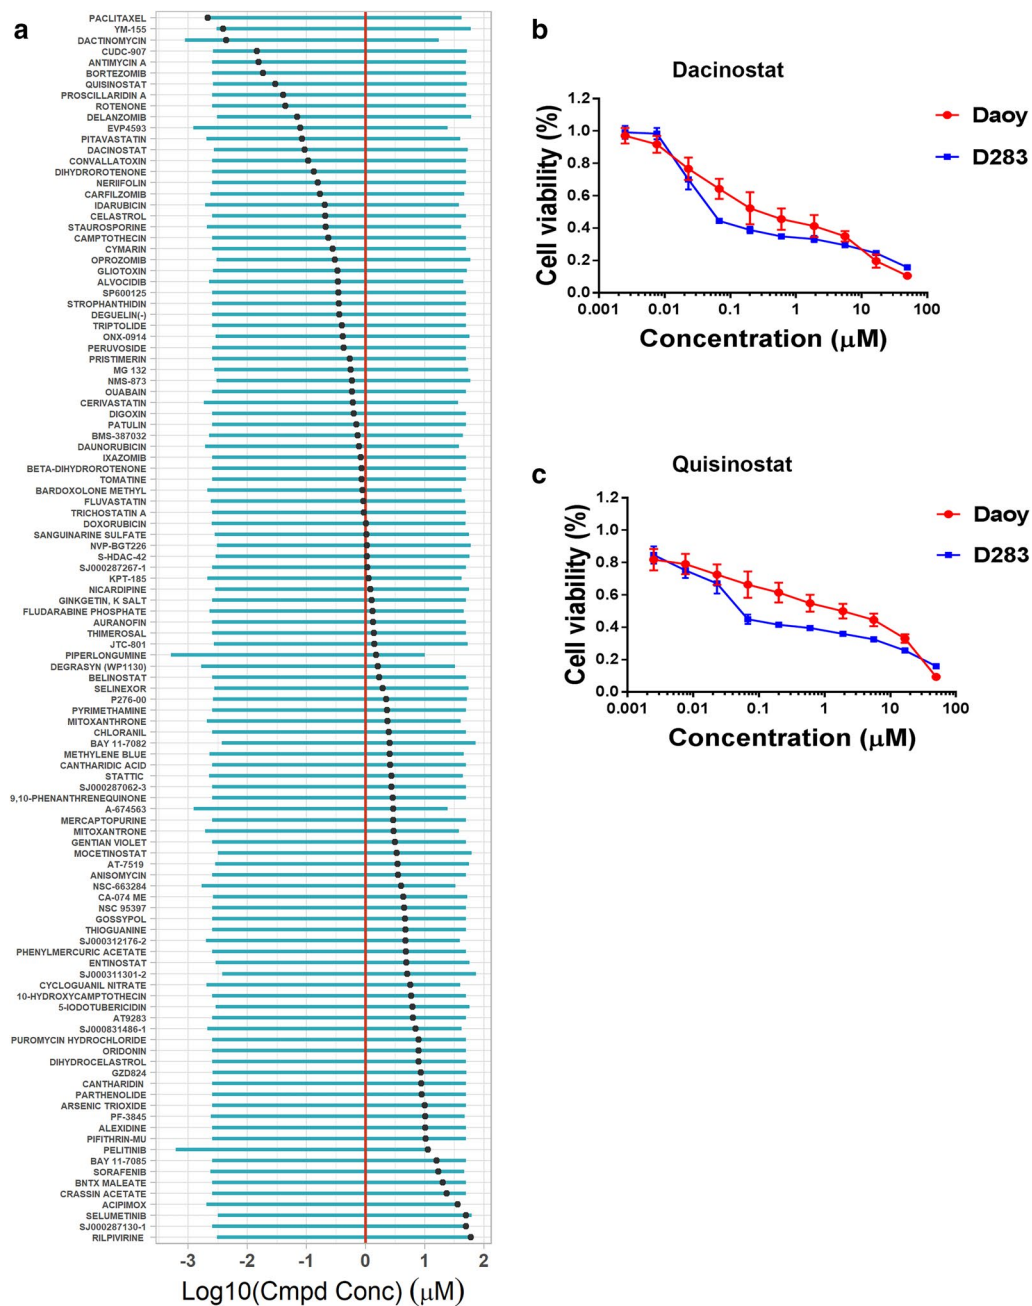 a
PACLITAXEL
YM-155
DACTINOMYCIN
CUDC-907
ANTIMYCIN A
BORTEZOMIB
QUISINOSTAT
PROSCILLARIDIN A
ROTENONE
DELANZOMIB
EVP4593
PITAVASTATIN
DACINOSTAT
CONVALLATOXIN
DIHYDROROTENONE
NERIIFOLIN
CARFILZOMIB
IDARUBICIN
CELASTROL
STAUROSPORINE
CAMPTOTHECIN
CYMARIN
OPROZOMIB
GLIOTOXIN
ALVOCIDIB
SP600125
STROPHANTHIDIN
DEGUELIN(-)
TRIPTOLIDE
ONX-0914
PERUVOSIDE
PRISTIMERIN
MG 132
NMS-873
OUABAIN
CERIVASTATIN
DIGOXIN
PATULIN
BMS-387032
DAUNORUBICIN
IXAZOMIB
BETA-DIHYDROROTENONE
TOMATINE
BARDOXOLONE METHYL
FLUVASTATIN
TRICHOSTATIN A
DOXORUBICIN
SANGUINARINE SULFATE
NVP-BGT226
S-HDAC-42
SJ000287267-1
KPT-185
NICARDIPINE
GINKGETIN, K SALT
FLUDARABINE PHOSPHATE
AURANOFIN
THIMEROSAL
JTC-801
PIPERLONGUMINE
DEGRASYN (WP1130)
BELINOSTAT
SELINEXOR
P276-00
PYRIMETHAMINE
MITOXANTHRONE
CHLORANIL
BAY 11-7082
METHYLENE BLUE
CANTHARIDIC ACID
STATTIC
SJ000287062-3
9,10-PHENANTHRENEQUINONE
A-674563
MERCAPTOPURINE
MITOXANTRONE
GENTIAN VIOLET
MOCETINOSTAT
AT-7519
ANISOMYCIN
NSC-663284
CA-074 ME
NSC 95397
GOSSYPOL
THIOGUANINE
SJ000312176-2
PHENYLMERCURIC ACETATE
ENTINOSTAT
SJ000311301-2
CYCLOGUANIL NITRATE
10-HYDROXYCAMPTOTHECIN
5-IODOTUBERICIDIN
AT9283
SJ000831486-1
PUROMYCIN HYDROCHLORIDE
ORIDONIN
DIHYDROCELASTROL
GZD824
CANTHARIDIN
PARTHENOLIDE
ARSENIC TRIOXIDE
PF-3845
ALEXIDINE
PIFITHRIN-MU
PELITINIB
BAY 11-7085
SORAFENIB
BNTX MALEATE
CRASSIN ACETATE
ACIPIMOX
SELUMETINIB
SJ000287130-1
RILPIVIRINE
-3 -2 -1 0 1 2
Log10(Cmpd Conc) (μM)
b
Dacinostat
Cell viability (%)
1.2
1.0
0.8
0.6
0.4
0.2
0.0
0.001 0.01 0.1 1 10 100
Concentration (μM)
Daoy
D283
c
Quisinostat
Cell viability (%)
1.2
1.0
0.8
0.6
0.4
0.2
0.0
0.001 0.01 0.1 1 10 100
Concentration (μM)
Daoy
D283